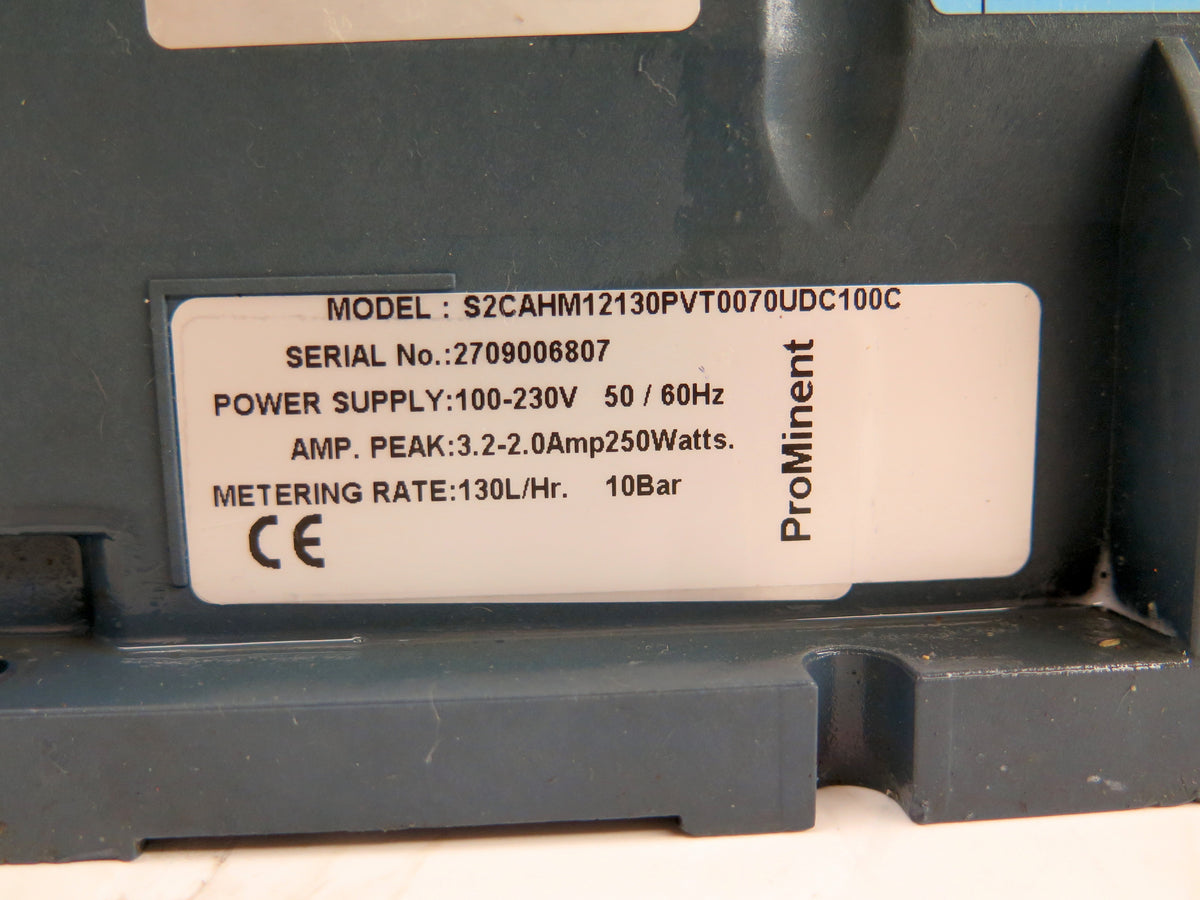 MODEL : S2CAHM12130PVT0070UDC100C
SERIAL No.:2709006807
POWER SUPPLY:100-230V 50 / 60Hz
AMP. PEAK:3.2-2.0Amp250Watts.
METERING RATE:130L/Hr. 10Bar
CE
ProMinent